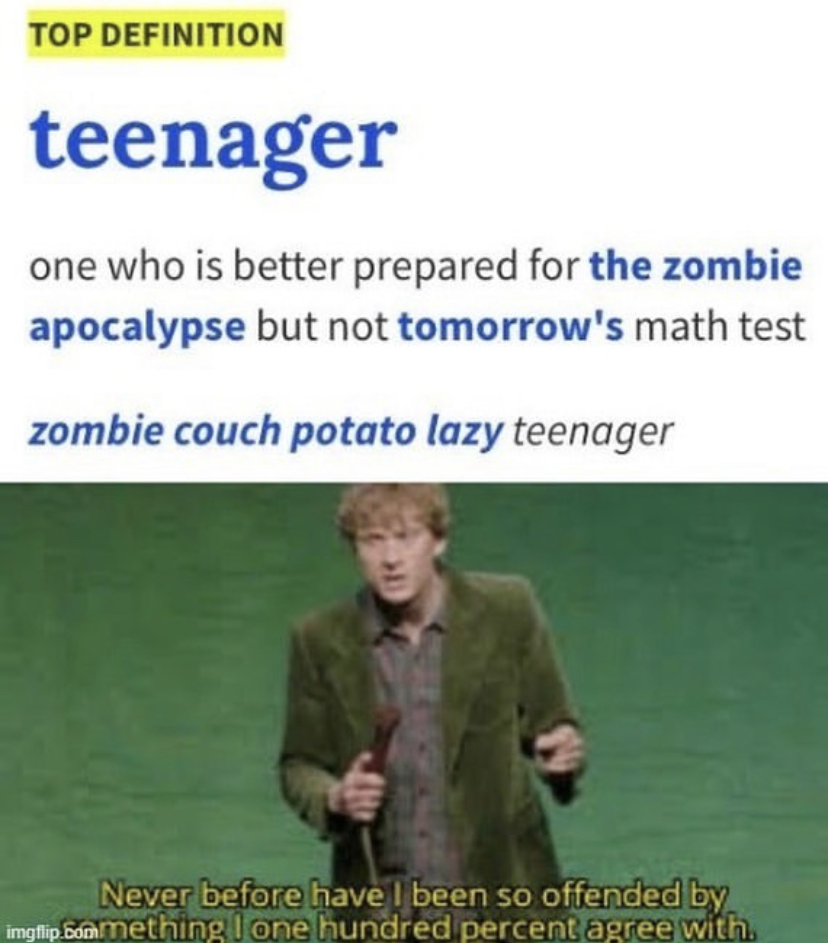 TOP DEFINITION
teenager
one who is better prepared for the zombie
apocalypse but not tomorrow's math test
zombie couch potato lazy teenager
Never before have I been so offended by
something I one hundred percent agree with.
imgflip.com